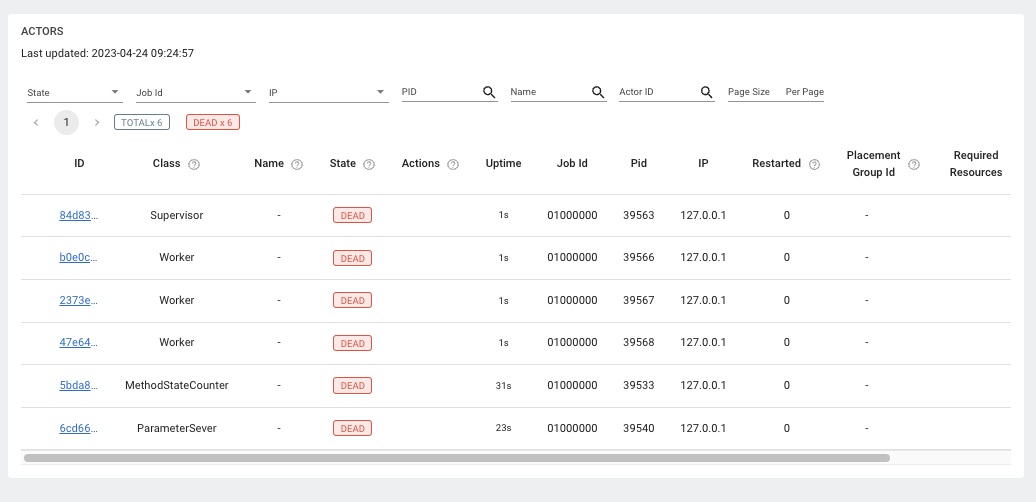 ACTORS
Last updated: 2023-04-24 09:24:57
State Job Id IP PID Name Actor ID Page Size Per Page
1 TOTALx 6 DEAD x 6
ID Class Name State Actions Uptime Job Id Pid IP Restarted Placement Group Id Required Resources
84d83... Supervisor - DEAD 1s 01000000 39563 127.0.0.1 0 -
b0e0c... Worker - DEAD 1s 01000000 39566 127.0.0.1 0 -
2373e... Worker - DEAD 1s 01000000 39567 127.0.0.1 0 -
47e64... Worker - DEAD 1s 01000000 39568 127.0.0.1 0 -
5bda8... MethodStateCounter - DEAD 31s 01000000 39533 127.0.0.1 0 -
6cd66... ParameterSever - DEAD 23s 01000000 39540 127.0.0.1 0 -